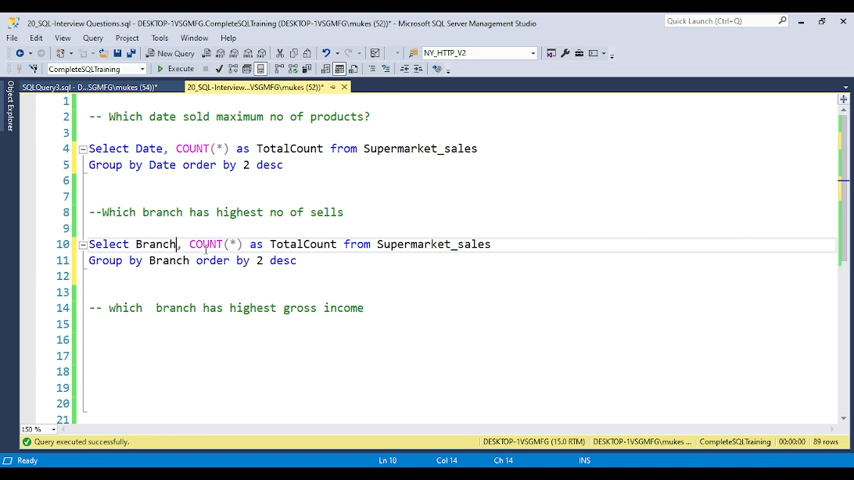 20_SQL-Interview Questions.sql - DESKTOP-1VSGMFG.CompleteSQLTraining (DESKTOP-1VSGMFG\mukes (52))* - Microsoft SQL Server Management Studio
Quick Launch (Ctrl+Q)
File Edit View Query Project Tools Window Help
New Query
NY_HTTP_V2
CompleteSQLTraining
Execute
SQLQuery3.sql - D...SGMFG\mukes (54))*
20_SQL-Interview...VSGMFG\mukes (52))*
Object Explorer
1
2 -- Which date sold maximum no of products?
3
4 Select Date, COUNT(*) as TotalCount from Supermarket_sales
5 Group by Date order by 2 desc
6
7
8 --Which branch has highest no of sells
9
10 Select Branch, COUNT(*) as TotalCount from Supermarket_sales
11 Group by Branch order by 2 desc
12
13
14 -- which  branch has highest gross income
15
16
17
18
19
20
21
150 %
Query executed successfully.
DESKTOP-1VSGMFG (15.0 RTM)
DESKTOP-1VSGMFG\mukes ...
CompleteSQLTraining
00:00:00
89 rows
Ready
Ln 10
Col 14
Ch 14
INS